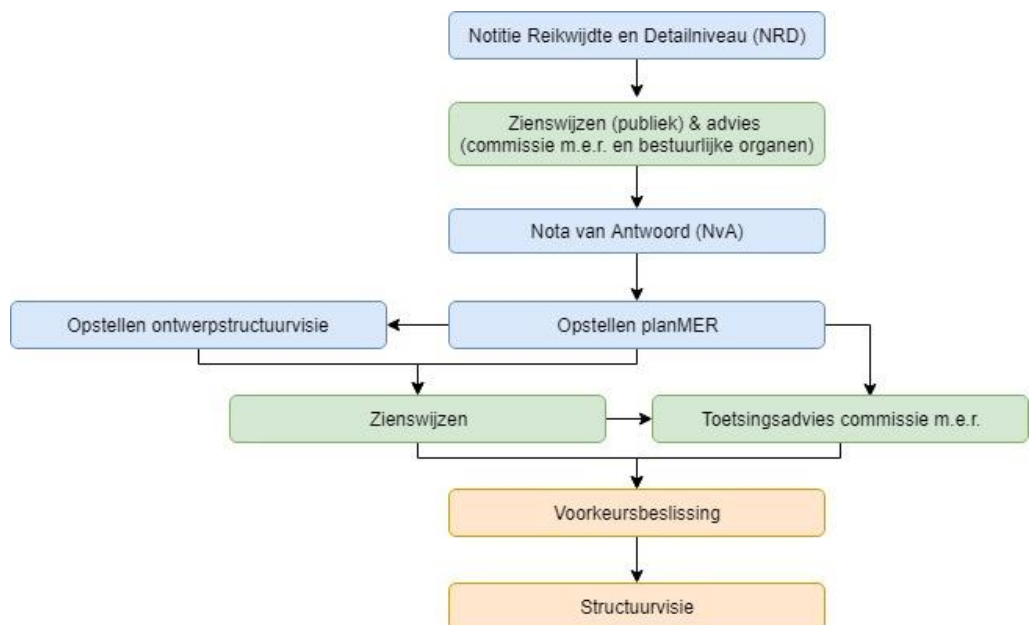 Notitie Reikwijdte en Detailniveau (NRD)
Zienswijzen (publiek) & advies
(commissie m.e.r. en bestuurlijke organen)
Nota van Antwoord (NvA)
Opstellen ontwerpstructuurvisie
Opstellen planMER
Zienswijzen
Toetsingsadvies commissie m.e.r.
Voorkeursbeslissing
Structuurvisie